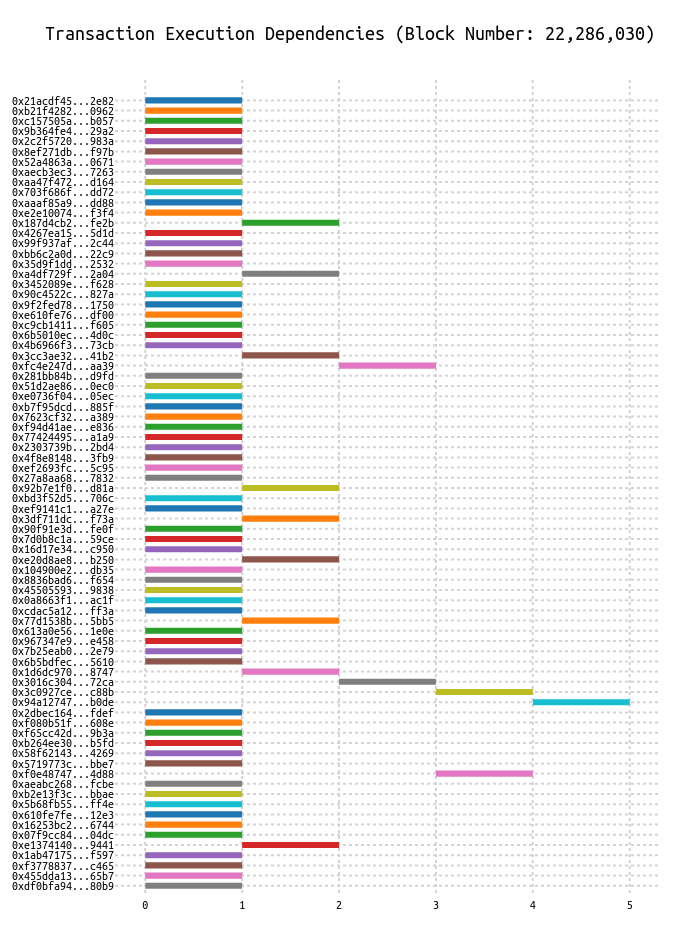 Transaction Execution Dependencies (Block Number: 22,286,030)
0x21acdf45...2e82
0xb21f4282...0962
0xc157505a...b057
0x9b364fe4...29a2
0x2c2f5720...983a
0x8ef271db...f97b
0x52a4863a...0671
0xaecb3ec3...7263
0xaa47f472...d164
0x703f686f...dd72
0xaaaf85a9...dd88
0xe2e10074...f3f4
0x187d4cb2...fe2b
0x4267ea15...5d1d
0x99f937af...2c44
0xbb6c2a0d...22c9
0x35d9f1dd...2532
0xa4df729f...2a04
0x3452089e...f628
0x90c4522c...827a
0x9f2fed78...1750
0xe610fe76...df00
0xc9cb1411...f605
0x6b5010ec...4d0c
0x4b6966f3...73cb
0x3cc3ae32...41b2
0xfc4e247d...aa39
0x281bb84b...d9fd
0x51d2ae86...0ec0
0xe0736f04...05ec
0xb7f95dcd...885f
0x7623cf32...a389
0xf94d41ae...e836
0x77424495...a1a9
0x2303739b...2bd4
0x4f8e8148...3fb9
0xef2693fc...5c95
0x27a8aa68...7832
0x92b7e1f0...d81a
0xbd3f52d5...706c
0xef9141c1...a27e
0x3df711dc...f73a
0x90f91e3d...fe0f
0x7d0b8c1a...59ce
0x16d17e34...c950
0xe20d8ae8...b250
0x104900e2...db35
0x8836bad6...f654
0x45505593...9838
0x0a8663f1...ac1f
0xcdac5a12...ff3a
0x77d1538b...5bb5
0x613a0e56...1e0e
0x967347e9...e458
0x7b25eab0...2e79
0x6b5bdfec...5610
0x1d6dc970...8747
0x3016c304...72ca
0x3c0927ce...c88b
0x94a12747...b0de
0x2dbec164...fdef
0xf080b51f...608e
0xf65cc42d...9b3a
0xb264ee30...b5fd
0x58f62143...4269
0x5719773c...bbe7
0xf0e48747...4d88
0xaeabc268...fcbe
0xb2e13f3c...bbae
0x5b68fb55...ff4e
0x610fe7fe...12e3
0x16253bc2...6744
0x07f9cc84...04dc
0xe1374140...9441
0x1ab47175...f597
0xf3778837...c465
0x455dda13...65b7
0xdf0bfa94...80b9
0 1 2 3 4 5